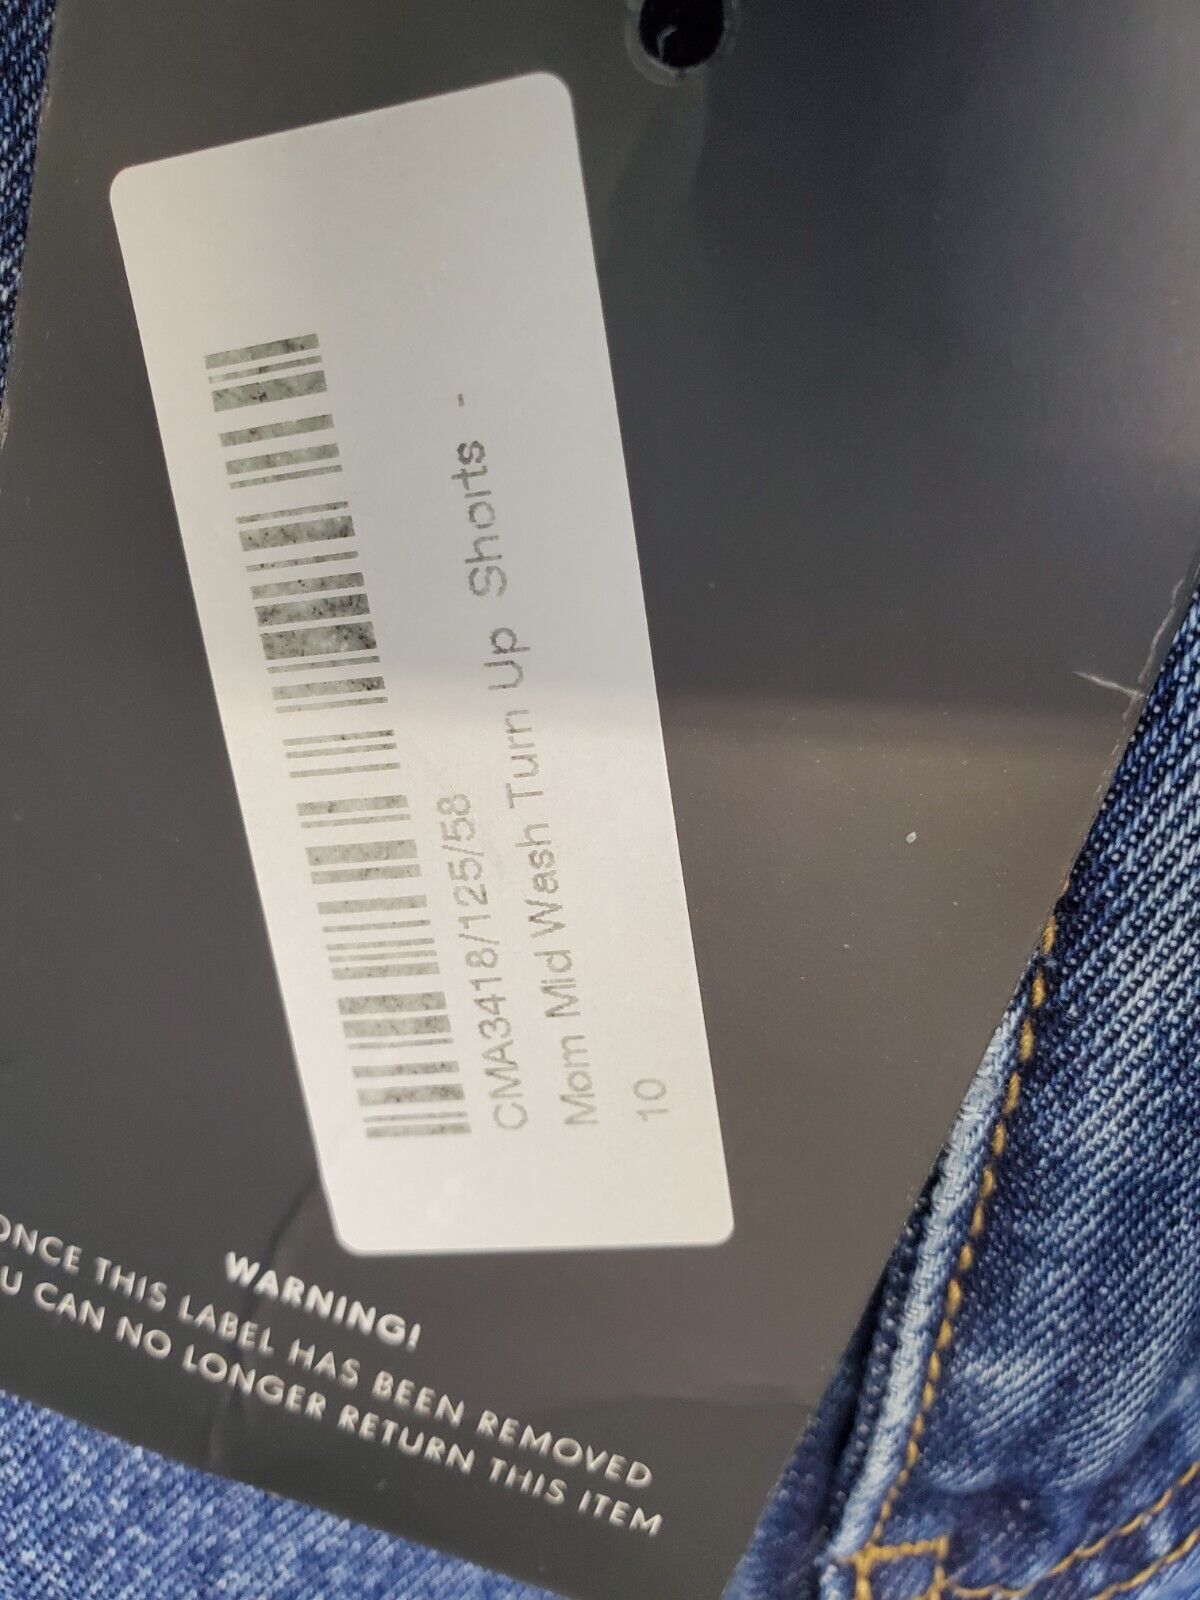 CMA3418/125/58
Mom Mid Wash Turn Up Shorts -
10
WARNING!
ONCE THIS LABEL HAS BEEN REMOVED
U CAN NO LONGER RETURN THIS ITEM